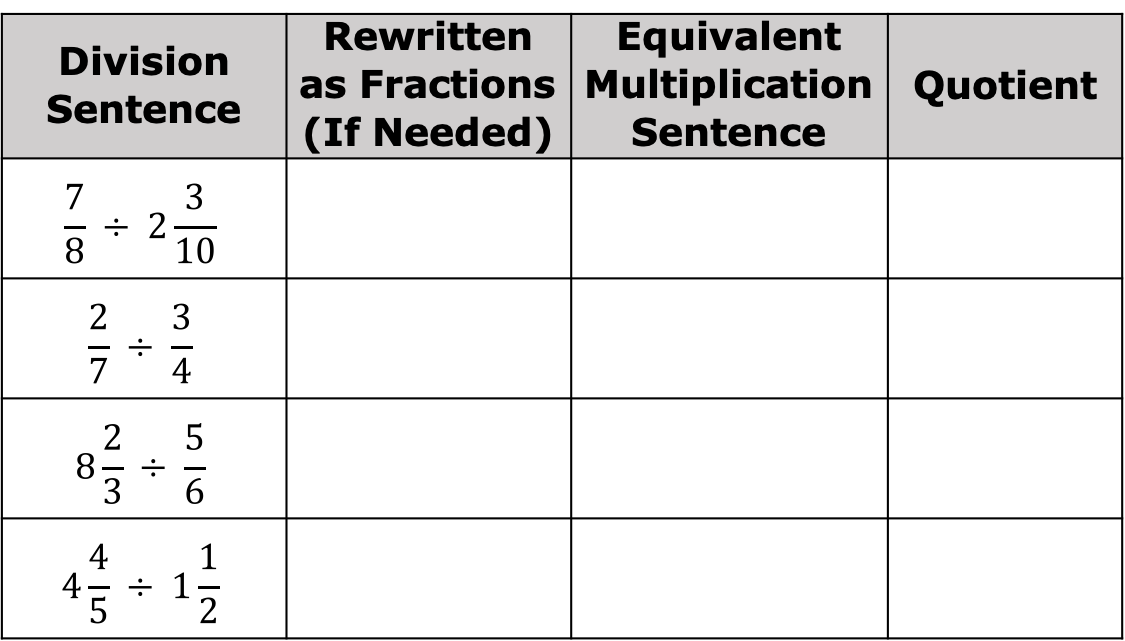 Division Sentence
Rewritten as Fractions (If Needed)
Equivalent Multiplication Sentence
Quotient
7/8 ÷ 2 3/10
2/7 ÷ 3/4
8 2/3 ÷ 5/6
4 4/5 ÷ 1 1/2